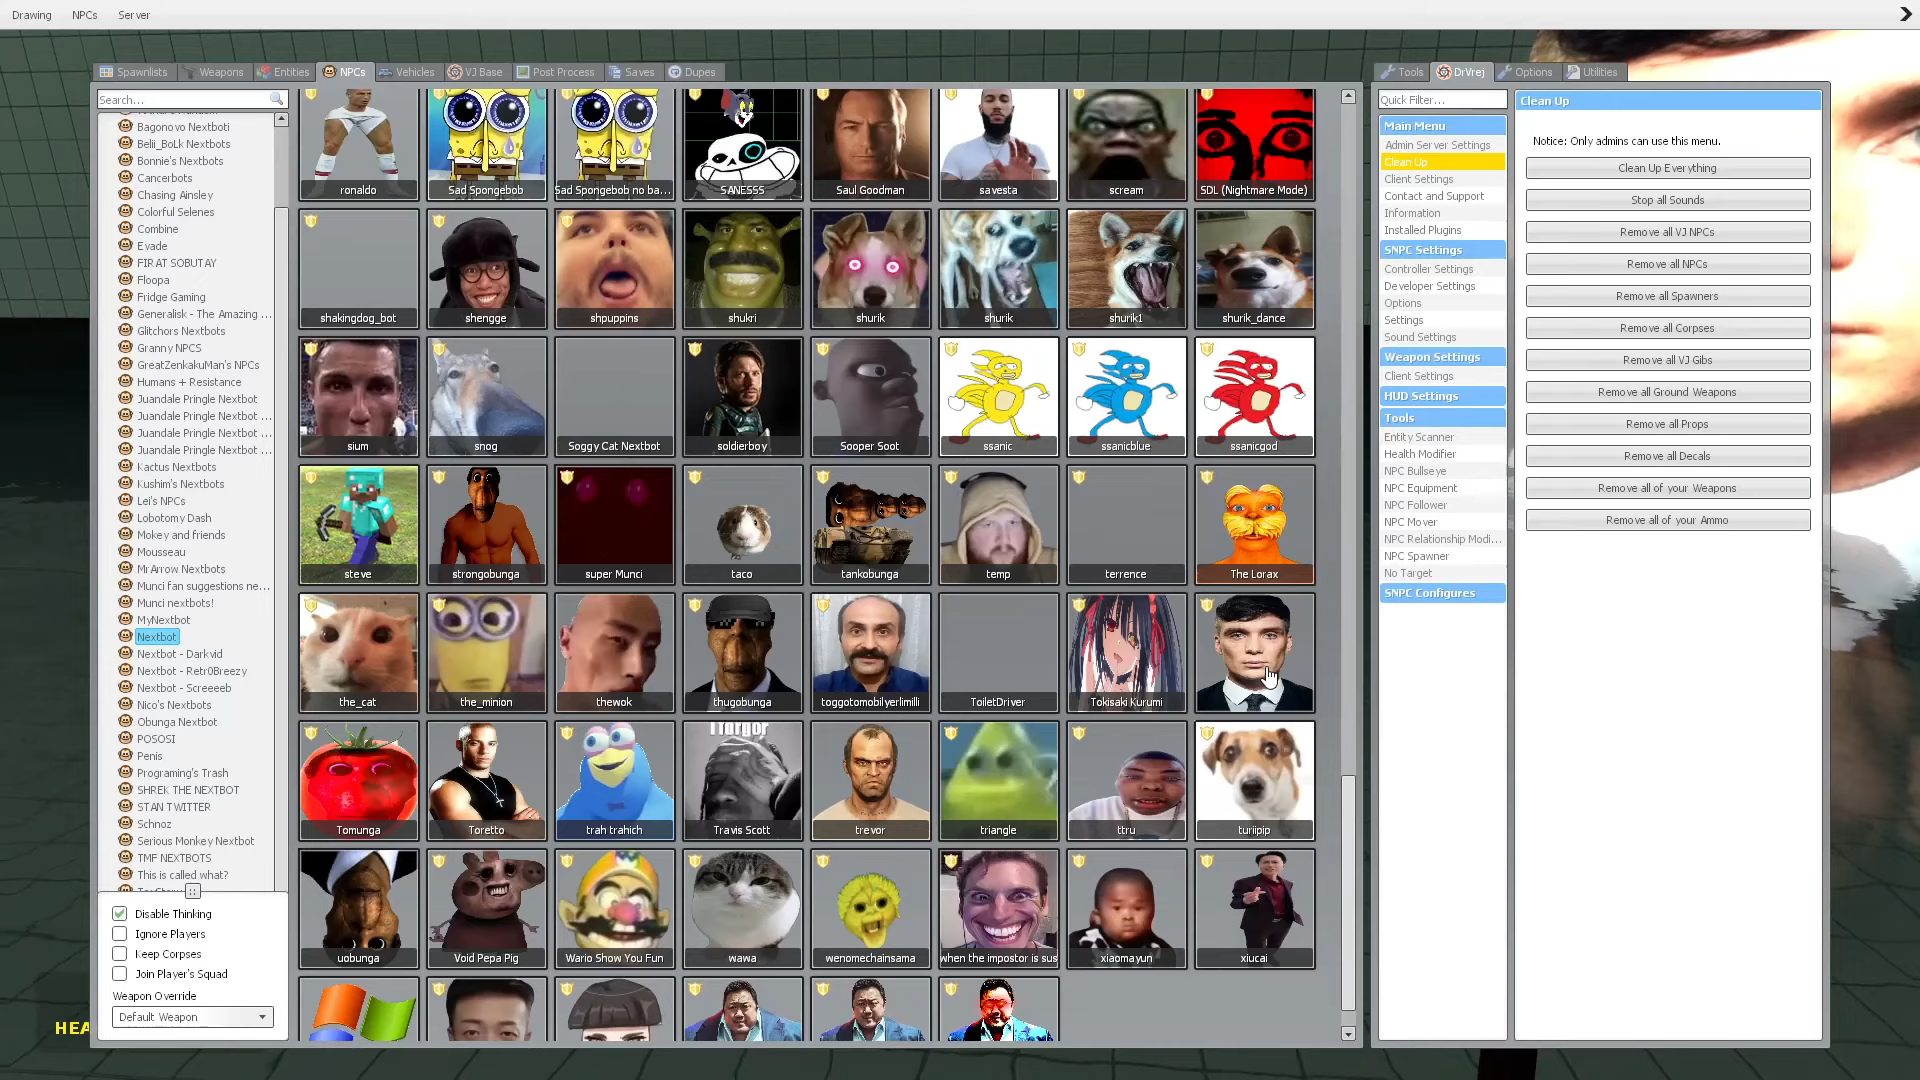 Drawing NPCs Server
Spawnlists Weapons Entities NPCs Vehicles VJ Base Post Process Saves Dupes
Search...
Bagonovo Nextboti
Belii_BoLk Nextbots
Bonnie's Nextbots
Cancerbots
Chasing Ainsley
Colorful Selenes
Combine
Evade
FIRAT SOBUTAY
Floopa
Fridge Gaming
Generalisk - The Amazing ...
Glitchors Nextbots
Granny NPCS
GreatZenkakuMan's NPCs
Humans + Resistance
Juandale Pringle Nextbot
Juandale Pringle Nextbot ...
Juandale Pringle Nextbot ...
Juandale Pringle Nextbot ...
Kactus Nextbots
Kushim's Nextbots
Lei's NPCs
Lobotomy Dash
Mokey and friends
Mousseau
MrArrow Nextbots
Munci fan suggestions ne...
Munci nextbots!
MyNextbot
Nextbot
Nextbot - Darkvid
Nextbot - Retr0Breezy
Nextbot - Screeeeb
Nico's Nextbots
Obunga Nextbot
POSOSI
Penis
Programing's Trash
SHREK THE NEXTBOT
STAN TWITTER
Schnoz
Serious Monkey Nextbot
TMF NEXTBOTS
This is called what?
Disable Thinking
Ignore Players
Keep Corpses
Join Player's Squad
Weapon Override
Default Weapon
HEA
ronaldo Sad Spongebob Sad Spongebob no ba... SANESSS Saul Goodman savesta scream SDL (Nightmare Mode)
shakingdog_bot shengge shpuppins shukri shurik shurik shurik1 shurik_dance
sium snog Soggy Cat Nextbot soldierboy Sooper Soot ssanic ssanicblue ssanicgod
steve strongobunga super Munci taco tankobunga temp terrence The Lorax
the_cat the_minion thewok thugobunga toggotomobilyerlimilli ToiletDriver Tokisaki Kurumi
I forgor
Tomunga Toretto trah trahich Travis Scott trevor triangle ttru turiipip
uobunga Void Pepa Pig Wario Show You Fun wawa wenomechainsama when the impostor is sus xiaomayun xiucai
Tools DrVrej Options Utilities
Quick Filter...
Main Menu
Admin Server Settings
Clean Up
Client Settings
Contact and Support
Information
Installed Plugins
SNPC Settings
Controller Settings
Developer Settings
Options
Settings
Sound Settings
Weapon Settings
Client Settings
HUD Settings
Tools
Entity Scanner
Health Modifier
NPC Bullseye
NPC Equipment
NPC Follower
NPC Mover
NPC Relationship Modi...
NPC Spawner
No Target
SNPC Configures
Clean Up
Notice: Only admins can use this menu.
Clean Up Everything
Stop all Sounds
Remove all VJ NPCs
Remove all NPCs
Remove all Spawners
Remove all Corpses
Remove all VJ Gibs
Remove all Ground Weapons
Remove all Props
Remove all Decals
Remove all of your Weapons
Remove all of your Ammo